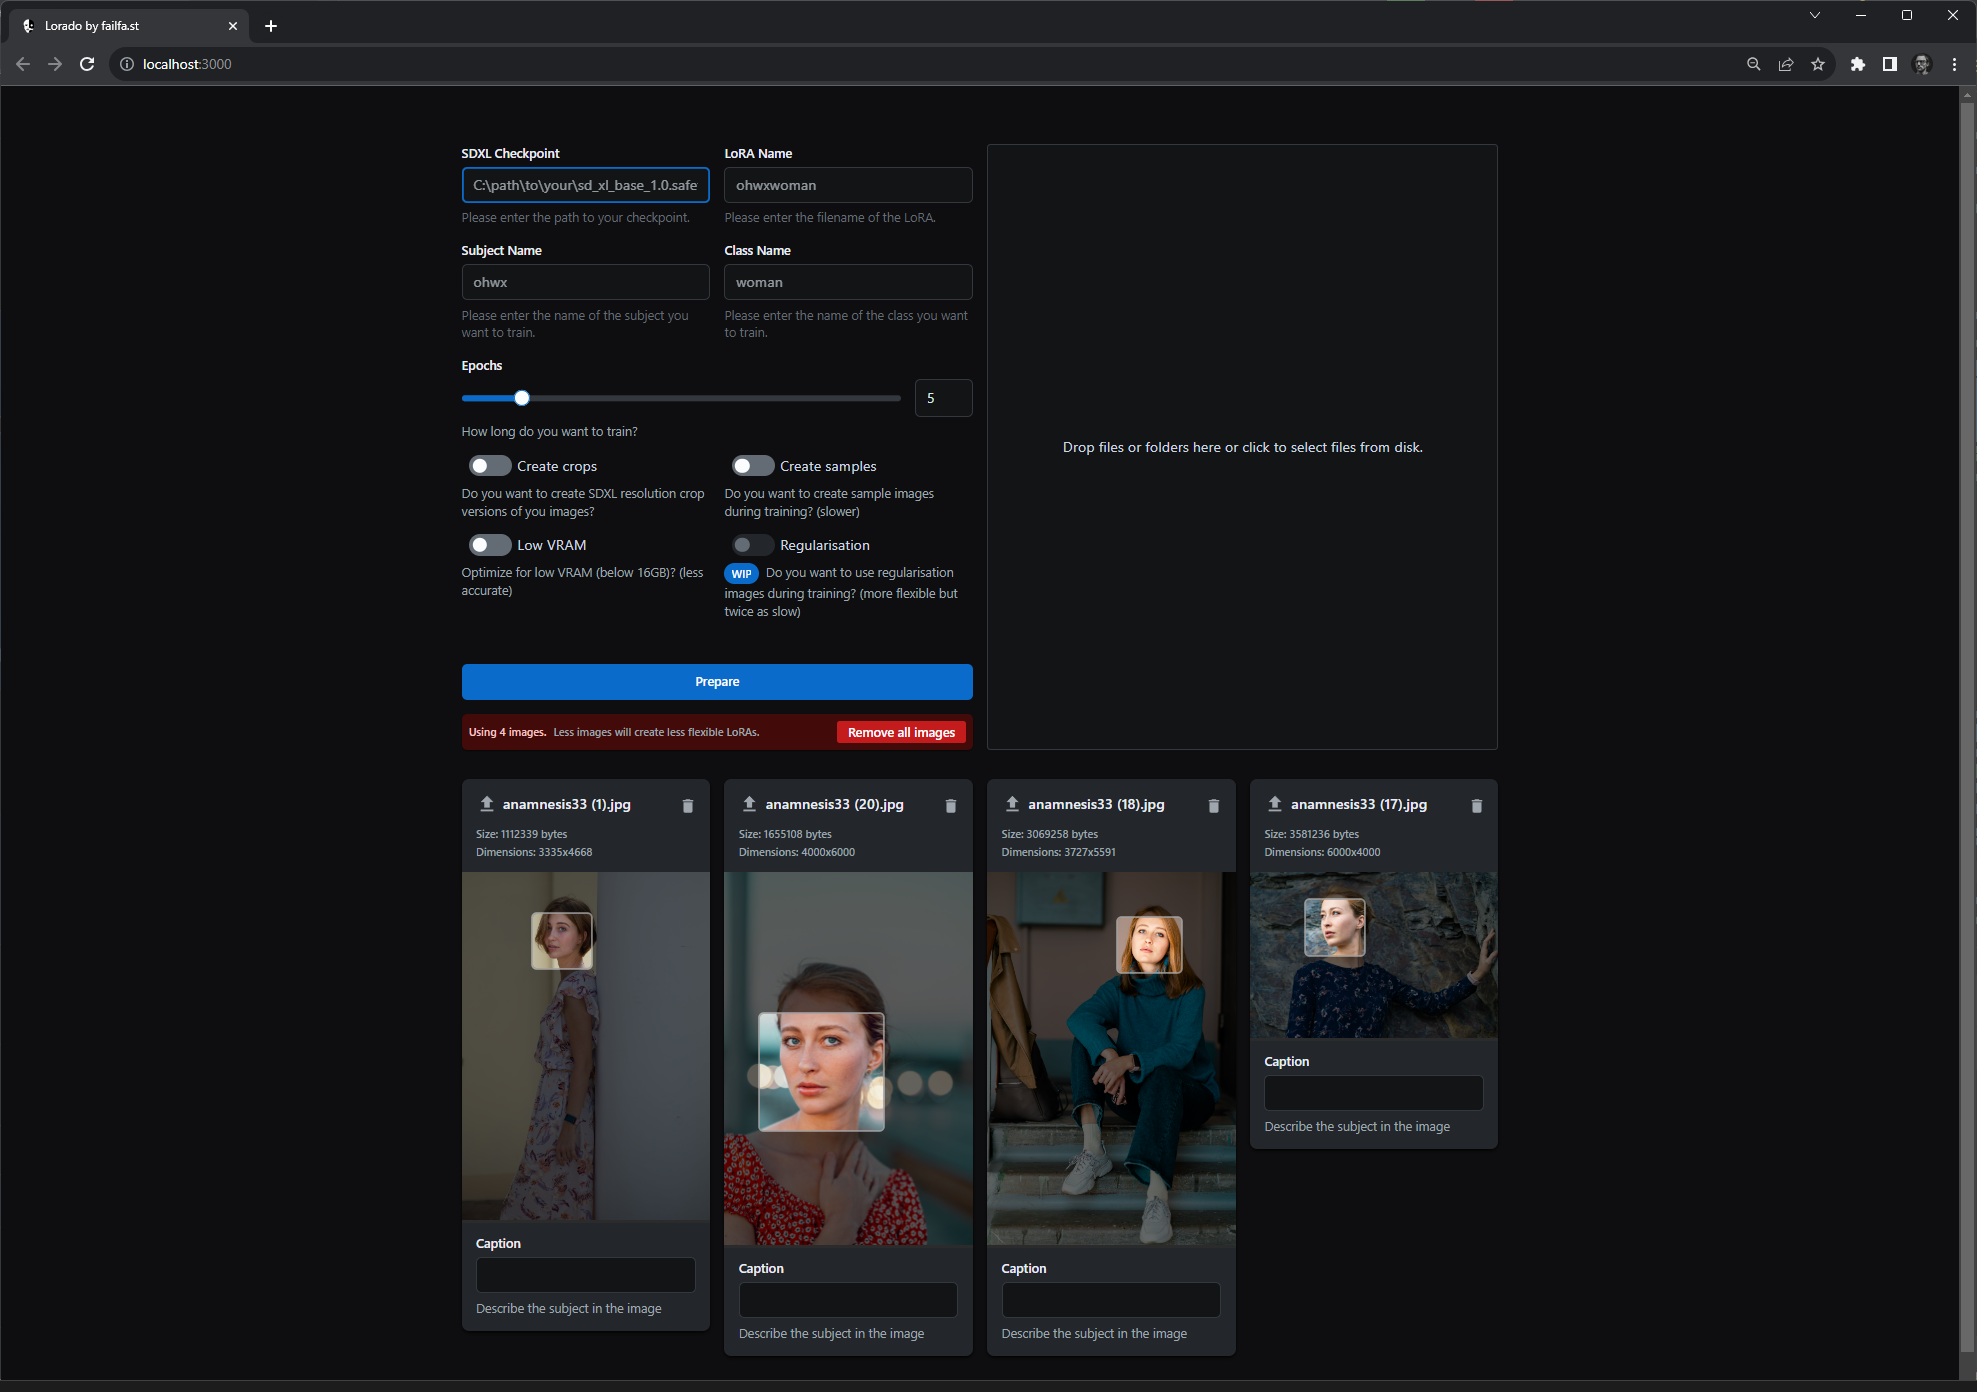 Lorado by failfa.st
localhost:3000
SDXL Checkpoint
C:\path\to\your\sd_xl_base_1.0.safe
Please enter the path to your checkpoint.
LoRA Name
ohwxwoman
Please enter the filename of the LoRA.
Subject Name
ohwx
Please enter the name of the subject you
want to train.
Class Name
woman
Please enter the name of the class you want
to train.
Epochs
5
How long do you want to train?
Create crops
Do you want to create SDXL resolution crop
versions of you images?
Create samples
Do you want to create sample images
during training? (slower)
Low VRAM
Optimize for low VRAM (below 16GB)? (less
accurate)
Regularisation
WIP Do you want to use regularisation
images during training? (more flexible but
twice as slow)
Prepare
Using 4 images. Less images will create less flexible LoRAs.
Remove all images
Drop files or folders here or click to select files from disk.
anamnesis33 (1).jpg
Size: 1112339 bytes
Dimensions: 3335x4668
Caption
Describe the subject in the image
anamnesis33 (20).jpg
Size: 1655108 bytes
Dimensions: 4000x6000
Caption
Describe the subject in the image
anamnesis33 (18).jpg
Size: 3069258 bytes
Dimensions: 3727x5591
Caption
Describe the subject in the image
anamnesis33 (17).jpg
Size: 3581236 bytes
Dimensions: 6000x4000
Caption
Describe the subject in the image